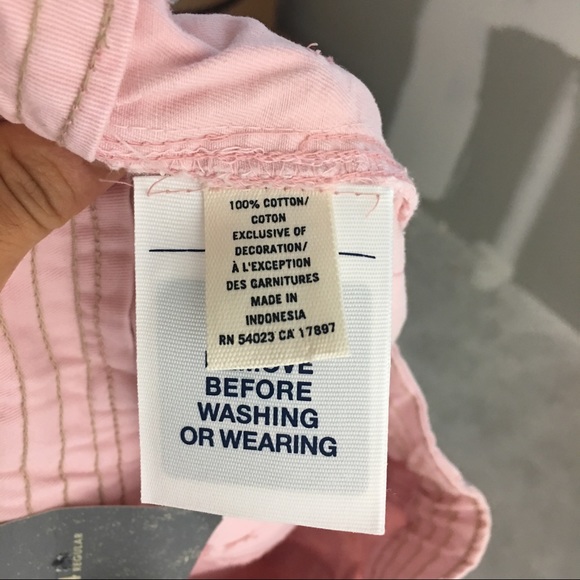 100% COTTON/
COTON
EXCLUSIVE OF
DECORATION/
À L'EXCEPTION
DES GARNITURES
MADE IN
INDONESIA
RN 54023 CA 17897
BEFORE
WASHING
OR WEARING
REGULAR